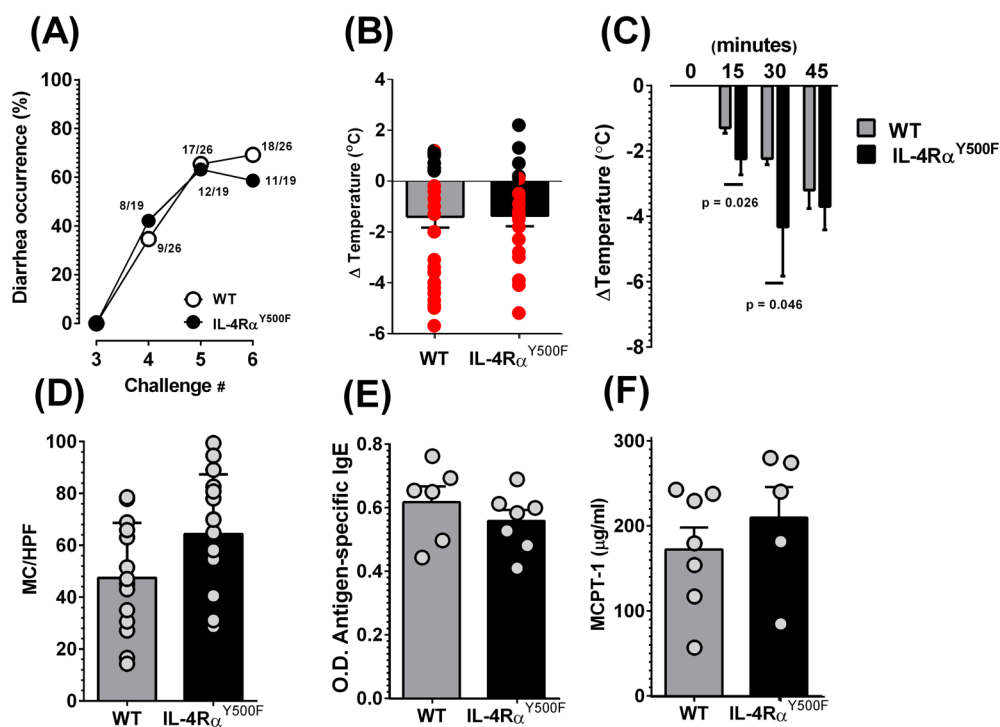 (A)
Diarrhea occurrence (%)
100
80
60
40
20
0
3 4 5 6
Challenge #
8/19
9/26
17/26
12/19
18/26
11/19
WT
IL-4Rα Y500F
(B)
Δ Temperature (°C)
4
2
0
-2
-4
-6
WT IL-4Rα Y500F
(C)
(minutes)
0 15 30 45
ΔTemperature (°C)
0
-2
-4
-6
-8
p = 0.026
p = 0.046
WT
IL-4Rα Y500F
(D)
MC/HPF
100
80
60
40
20
0
WT IL-4Rα Y500F
(E)
O.D. Antigen-specific IgE
0.8
0.6
0.4
0.2
0.0
WT IL-4Rα Y500F
(F)
MCPT-1 (µg/ml)
300
200
100
0
WT IL-4Rα Y500F